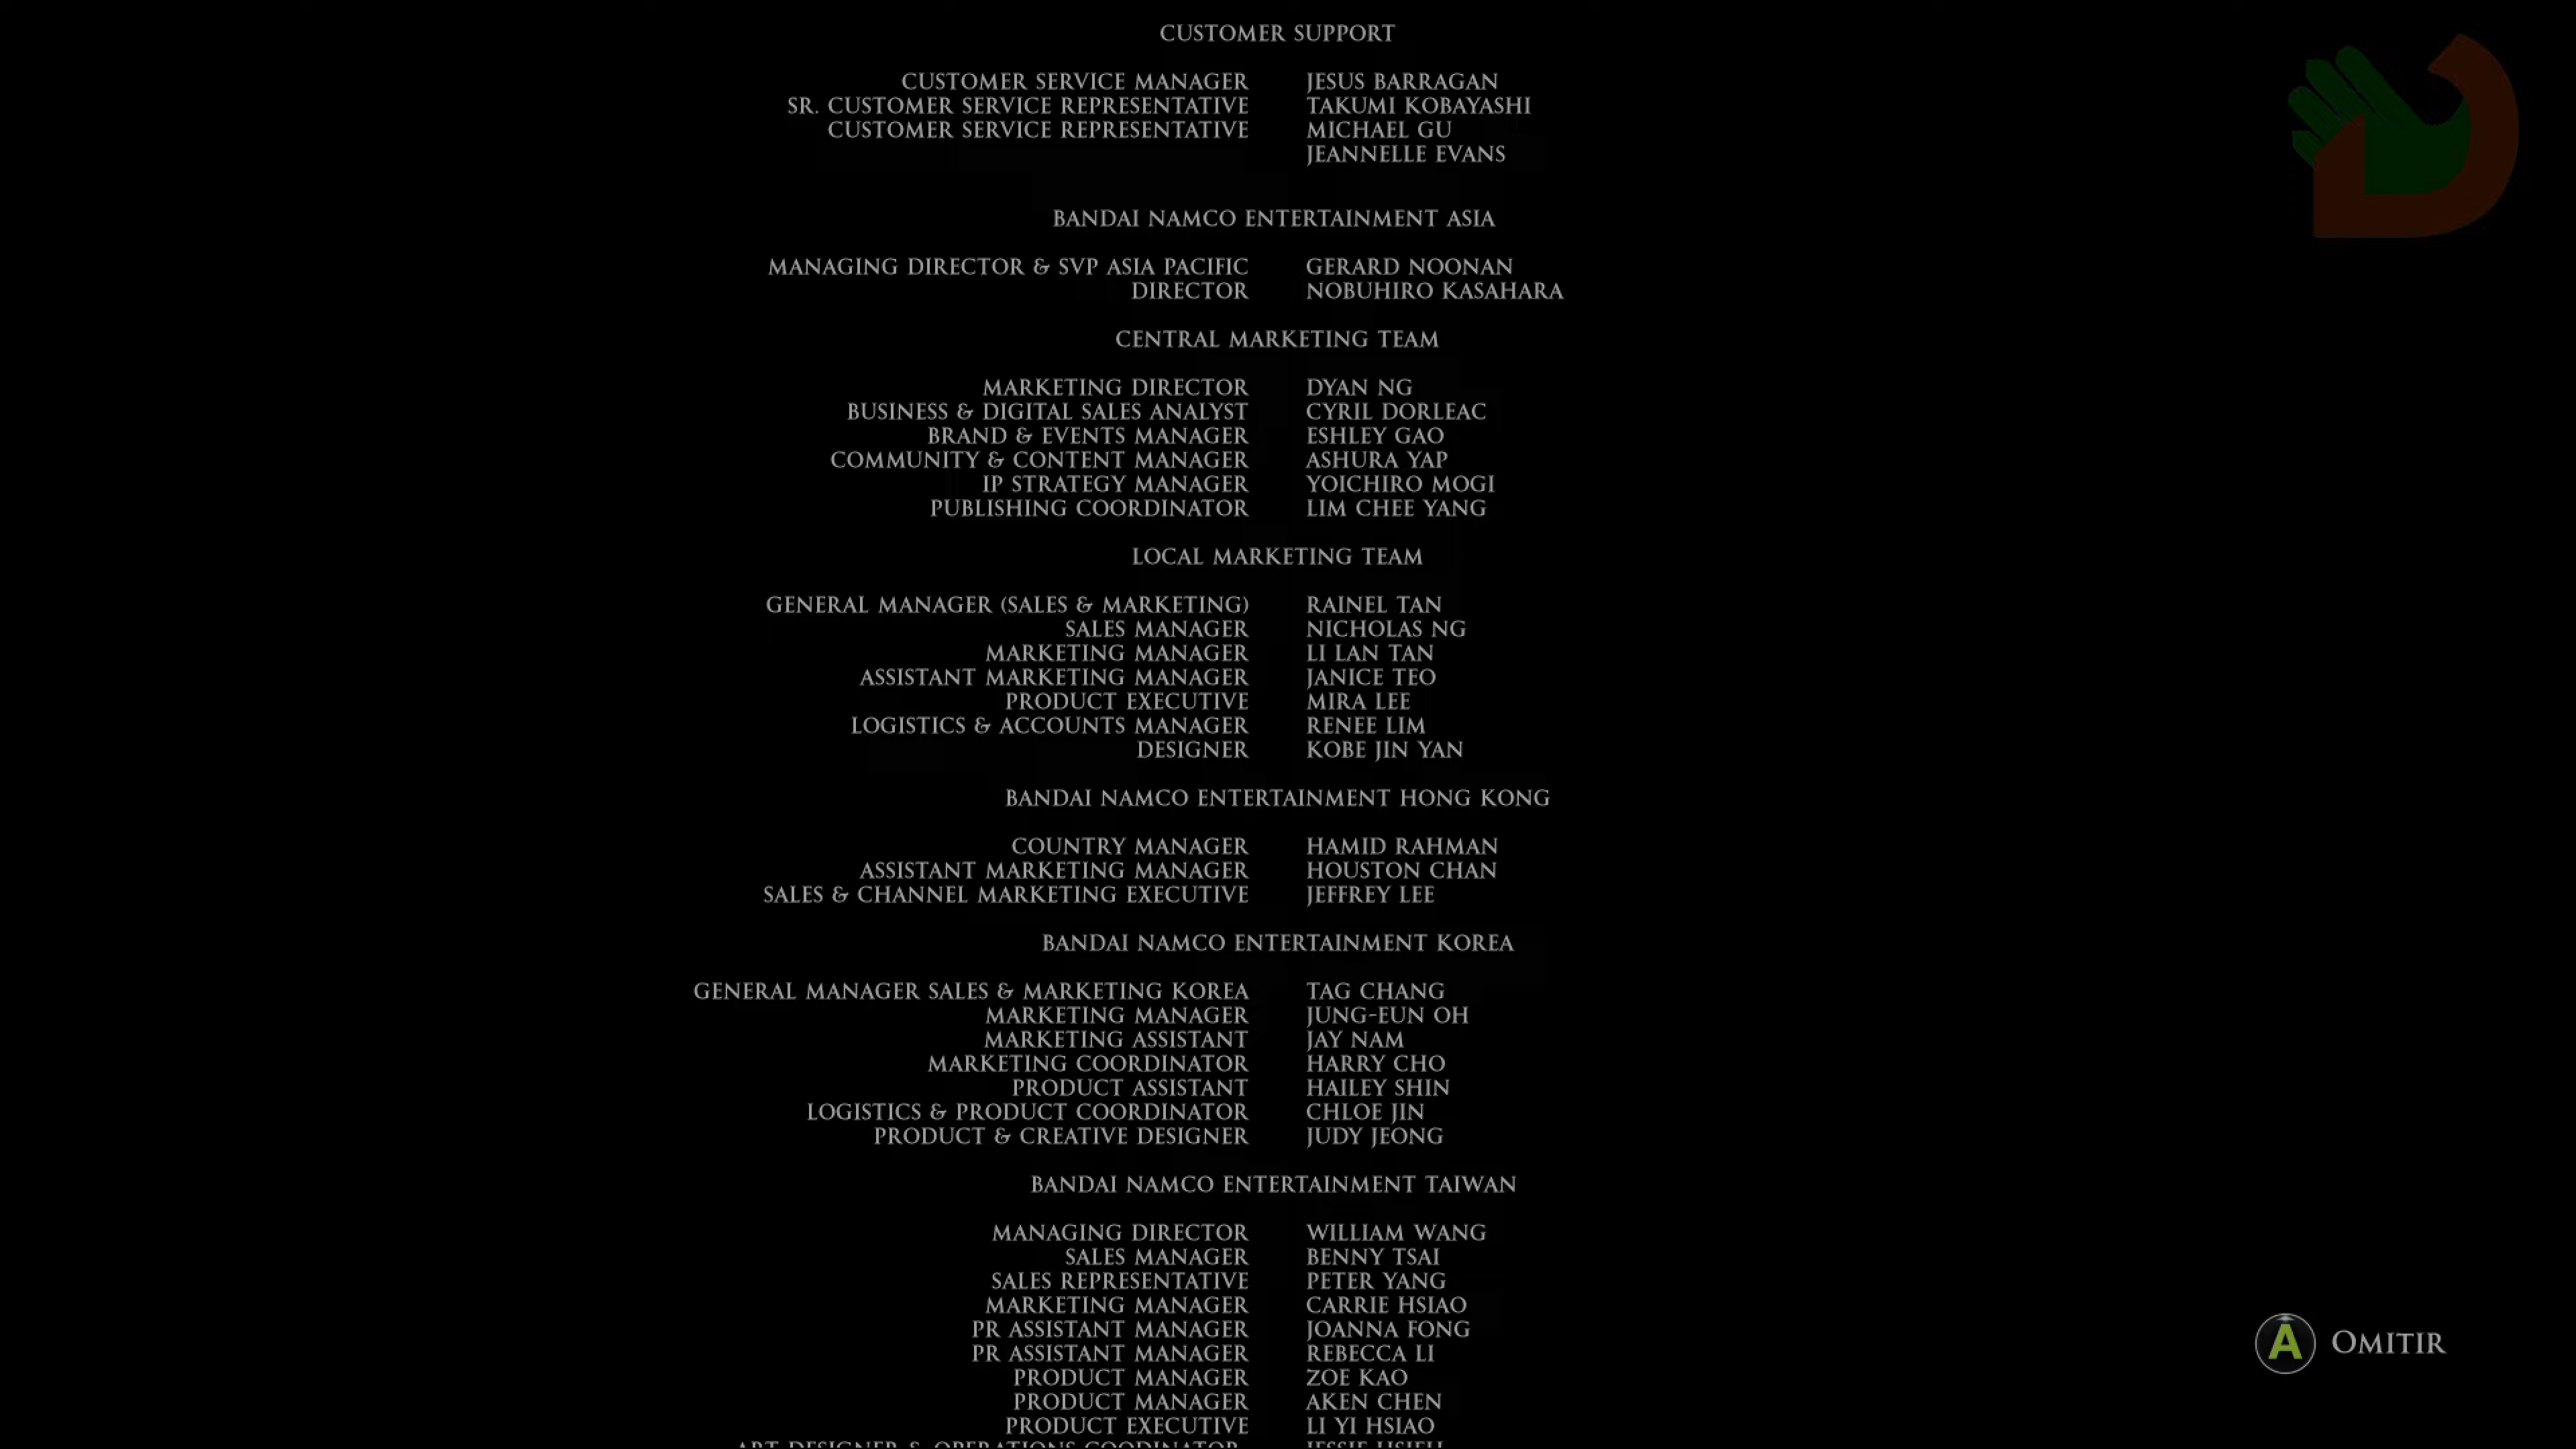 CUSTOMER SUPPORT
CUSTOMER SERVICE MANAGER JESUS BARRAGAN
SR. CUSTOMER SERVICE REPRESENTATIVE TAKUMI KOBAYASHI
CUSTOMER SERVICE REPRESENTATIVE MICHAEL GU
JEANNELLE EVANS
BANDAI NAMCO ENTERTAINMENT ASIA
MANAGING DIRECTOR & SVP ASIA PACIFIC GERARD NOONAN
DIRECTOR NOBUHIRO KASAHARA
CENTRAL MARKETING TEAM
MARKETING DIRECTOR DYAN NG
BUSINESS & DIGITAL SALES ANALYST CYRIL DORLEAC
BRAND & EVENTS MANAGER ESHLEY GAO
COMMUNITY & CONTENT MANAGER ASHURA YAP
IP STRATEGY MANAGER YOICHIRO MOGI
PUBLISHING COORDINATOR LIM CHEE YANG
LOCAL MARKETING TEAM
GENERAL MANAGER (SALES & MARKETING) RAINEL TAN
SALES MANAGER NICHOLAS NG
MARKETING MANAGER LI LAN TAN
ASSISTANT MARKETING MANAGER JANICE TEO
PRODUCT EXECUTIVE MIRA LEE
LOGISTICS & ACCOUNTS MANAGER RENEE LIM
DESIGNER KOBE JIN YAN
BANDAI NAMCO ENTERTAINMENT HONG KONG
COUNTRY MANAGER HAMID RAHMAN
ASSISTANT MARKETING MANAGER HOUSTON CHAN
SALES & CHANNEL MARKETING EXECUTIVE JEFFREY LEE
BANDAI NAMCO ENTERTAINMENT KOREA
GENERAL MANAGER SALES & MARKETING KOREA TAG CHANG
MARKETING MANAGER JUNG-EUN OH
MARKETING ASSISTANT JAY NAM
MARKETING COORDINATOR HARRY CHO
PRODUCT ASSISTANT HAILEY SHIN
LOGISTICS & PRODUCT COORDINATOR CHLOE JIN
PRODUCT & CREATIVE DESIGNER JUDY JEONG
BANDAI NAMCO ENTERTAINMENT TAIWAN
MANAGING DIRECTOR WILLIAM WANG
SALES MANAGER BENNY TSAI
SALES REPRESENTATIVE PETER YANG
MARKETING MANAGER CARRIE HSIAO
PR ASSISTANT MANAGER JOANNA FONG
PR ASSISTANT MANAGER REBECCA LI
PRODUCT MANAGER ZOE KAO
PRODUCT MANAGER AKEN CHEN
PRODUCT EXECUTIVE LI YI HSIAO
A OMITIR